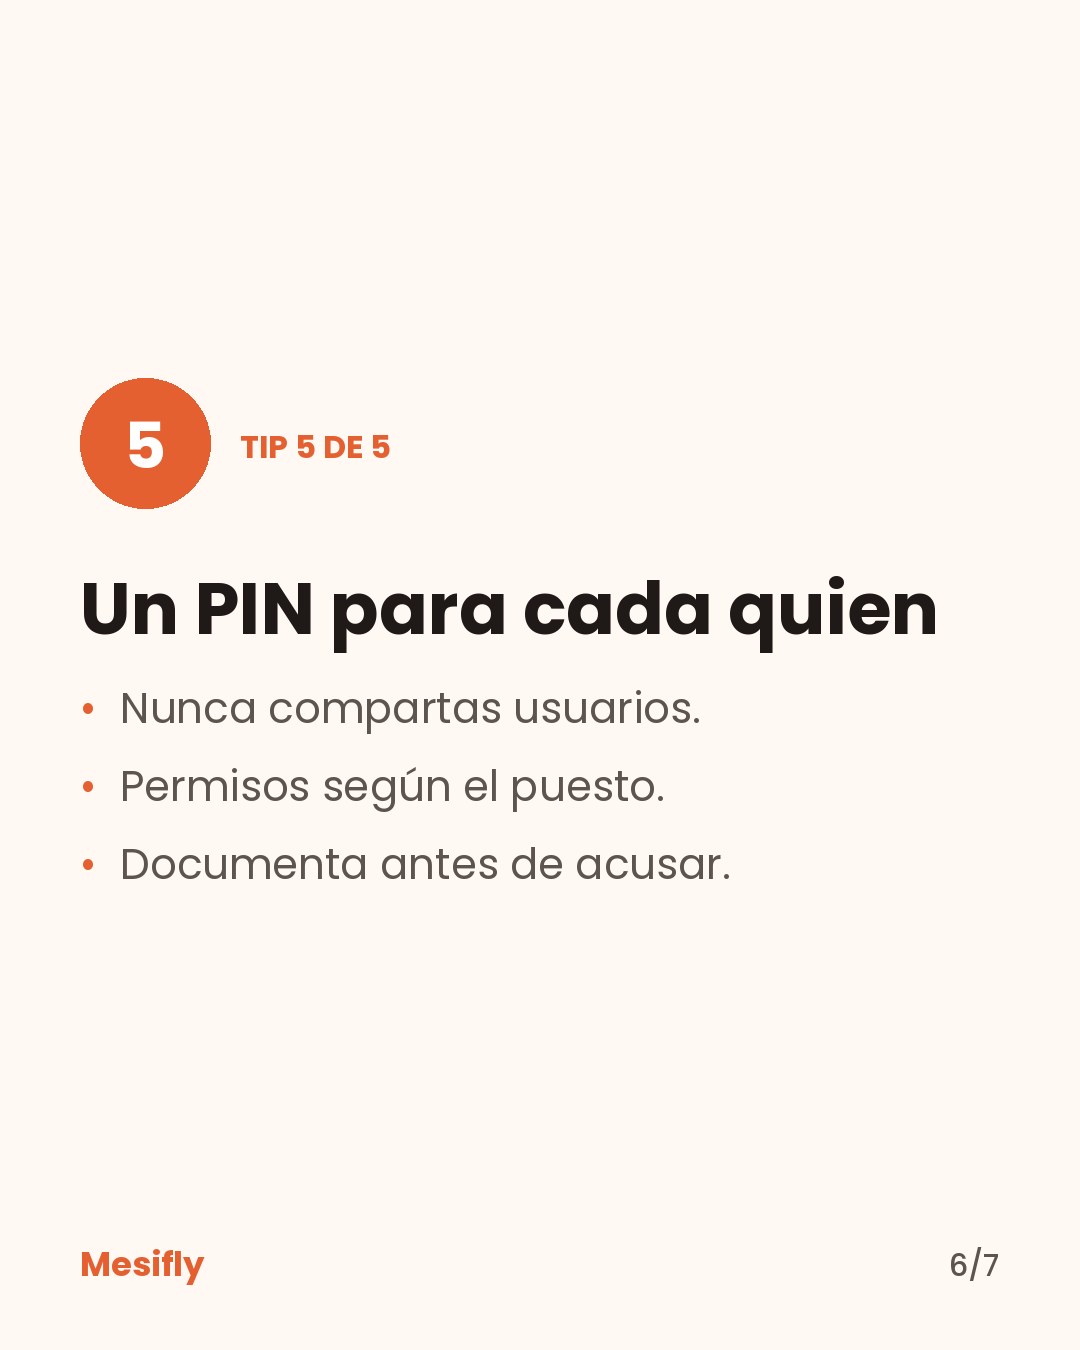 5
TIP 5 DE 5
Un PIN para cada quien
• Nunca compartas usuarios.
• Permisos según el puesto.
• Documenta antes de acusar.
Mesifly
6/7